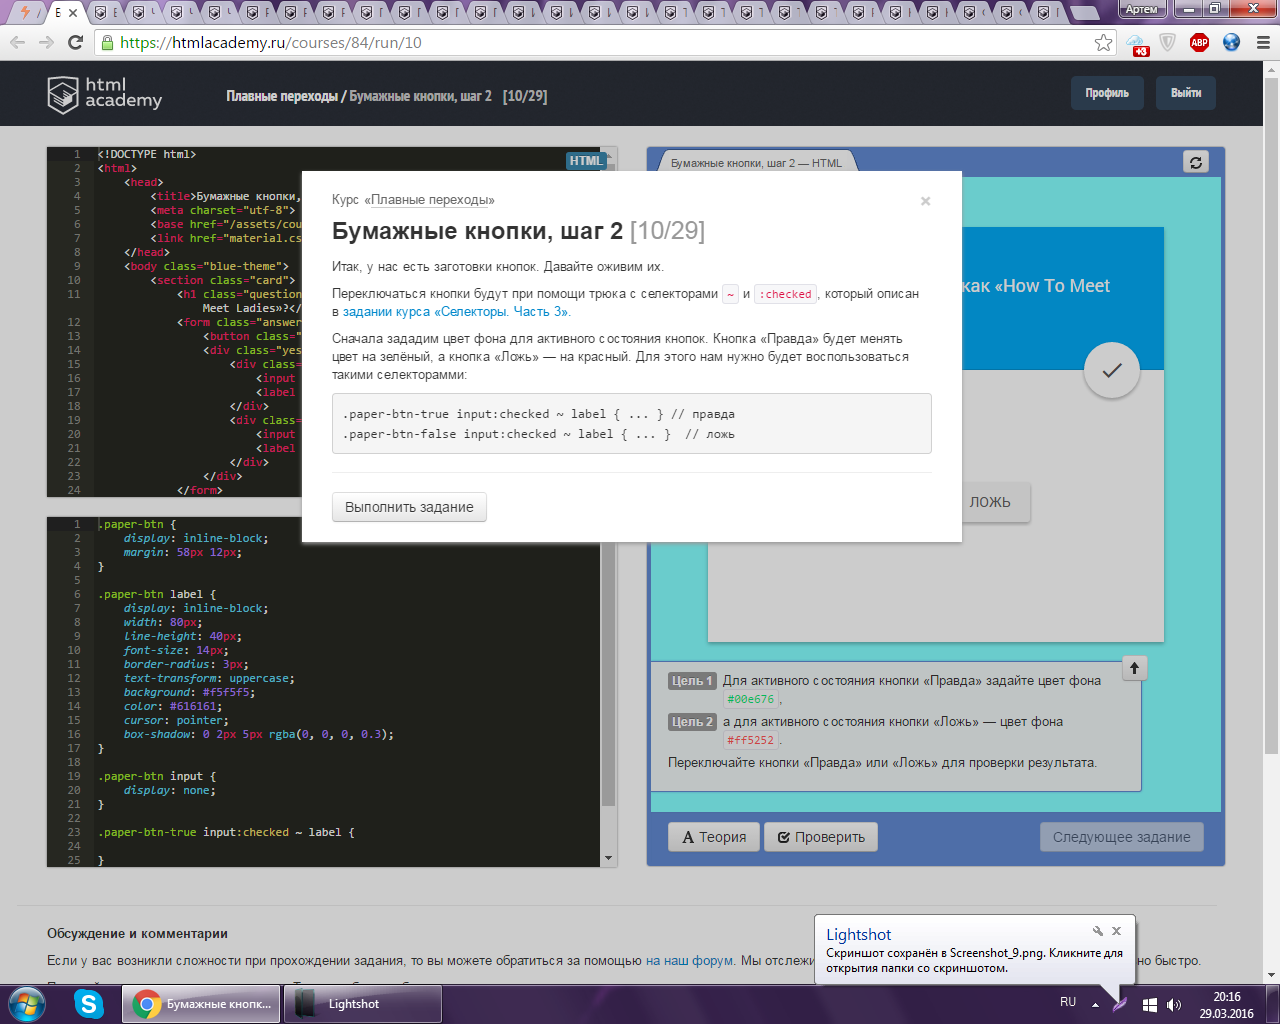 Артем
https://htmlacademy.ru/courses/84/run/10
+3
ABP
html
academy
Плавные переходы / Бумажные кнопки, шаг 2 [10/29]
Профиль
Выйти
HTML
1 <!DOCTYPE html>
2 <html>
3 <head>
4 <title>Бумажные кнопки,
5 <meta charset="utf-8">
6 <base href="/assets/cou
7 <link href="material.cs
8 </head>
9 <body class="blue-theme">
10 <section class="card">
11 <h1 class="question
Meet Ladies»?</
12 <form class="answer
13 <button class="
14 <div class="yes
15 <div class=
16 <input
17 <label
18 </div>
19 <div class=
20 <input
21 <label
22 </div>
23 </div>
24 </form>
Курс «Плавные переходы»
×
Бумажные кнопки, шаг 2 [10/29]
Итак, у нас есть заготовки кнопок. Давайте оживим их.
Переключаться кнопки будут при помощи трюка с селекторами ~ и :checked, который описан
в задании курса «Селекторы. Часть 3».
Сначала зададим цвет фона для активного состояния кнопок. Кнопка «Правда» будет менять
цвет на зелёный, а кнопка «Ложь» — на красный. Для этого нам нужно будет воспользоваться
такими селекторамми:
.paper-btn-true input:checked ~ label { ... } // правда
.paper-btn-false input:checked ~ label { ... }  // ложь
Выполнить задание
1 .paper-btn {
2 display: inline-block;
3 margin: 58px 12px;
4 }
5
6 .paper-btn label {
7 display: inline-block;
8 width: 80px;
9 line-height: 40px;
10 font-size: 14px;
11 border-radius: 3px;
12 text-transform: uppercase;
13 background: #f5f5f5;
14 color: #616161;
15 cursor: pointer;
16 box-shadow: 0 2px 5px rgba(0, 0, 0, 0.3);
17 }
18
19 .paper-btn input {
20 display: none;
21 }
22
23 .paper-btn-true input:checked ~ label {
24
25 }
Бумажные кнопки, шаг 2 — HTML
как «How To Meet
ЛОЖЬ
Цель 1 Для активного состояния кнопки «Правда» задайте цвет фона
#00e676,
Цель 2 а для активного состояния кнопки «Ложь» — цвет фона
#ff5252.
Переключайте кнопки «Правда» или «Ложь» для проверки результата.
А Теория
Проверить
Следующее задание
Обсуждение и комментарии
Если у вас возникли сложности при прохождении задания, то вы можете обратиться за помощью на наш форум. Мы отслежи
но быстро.
Lightshot
Скриншот сохранён в Screenshot_9.png. Кликните для
открытия папки со скриншотом.
Бумажные кнопк...
Lightshot
RU
20:16
29.03.2016